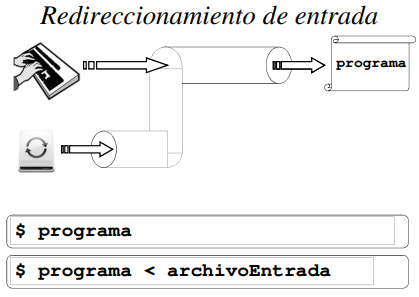 Redireccionamiento de entrada
programa
$ programa
$ programa < archivoEntrada